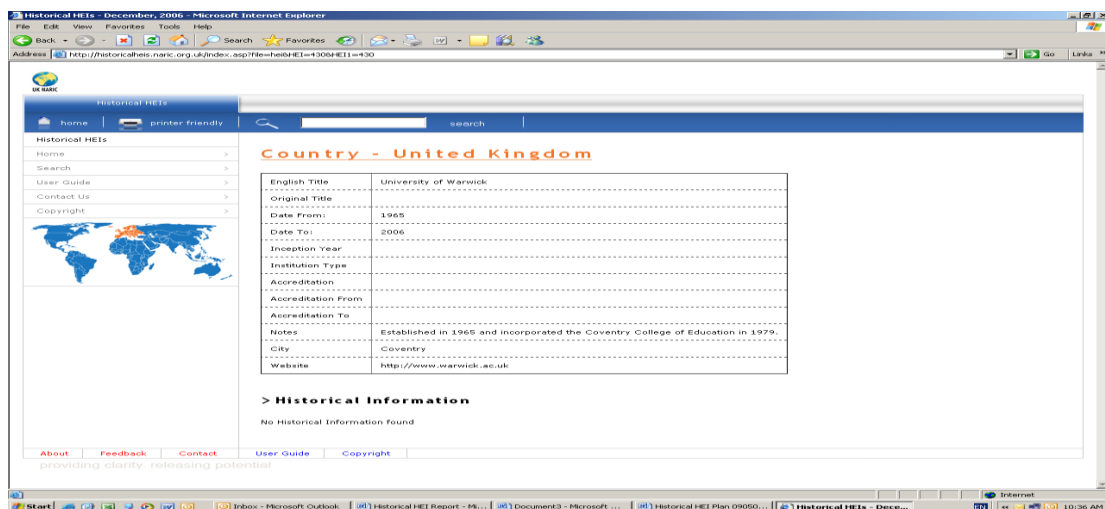 Historical HEIs - December, 2006 - Microsoft Internet Explorer
File Edit View Favorites Tools Help
Back Search Favorites
Address http://historicalheis.naric.org.uk/index.asp?file=hei&HEI=430&HEI1=430 Go Links »
UK NARIC
Historical HEIs
home printer friendly search
Historical HEIs
Home >
Search >
User Guide >
Contact Us >
Copyright >
Country - United Kingdom
English Title University of Warwick
Original Title
Date From: 1965
Date To: 2006
Inception Year
Institution Type
Accreditation
Accreditation From
Accreditation To
Notes Established in 1965 and incorporated the Coventry College of Education in 1979.
City Coventry
Website http://www.warwick.ac.uk
> Historical Information
No Historical Information found
About Feedback Contact User Guide Copyright
providing clarity. releasing potential
Internet
Start Inbox - Microsoft Outlook Historical HEI Report - Mi... Document3 - Microsoft ... Historical HEI Plan 09050... Historical HEIs - Dece... EN « 10:36 AM